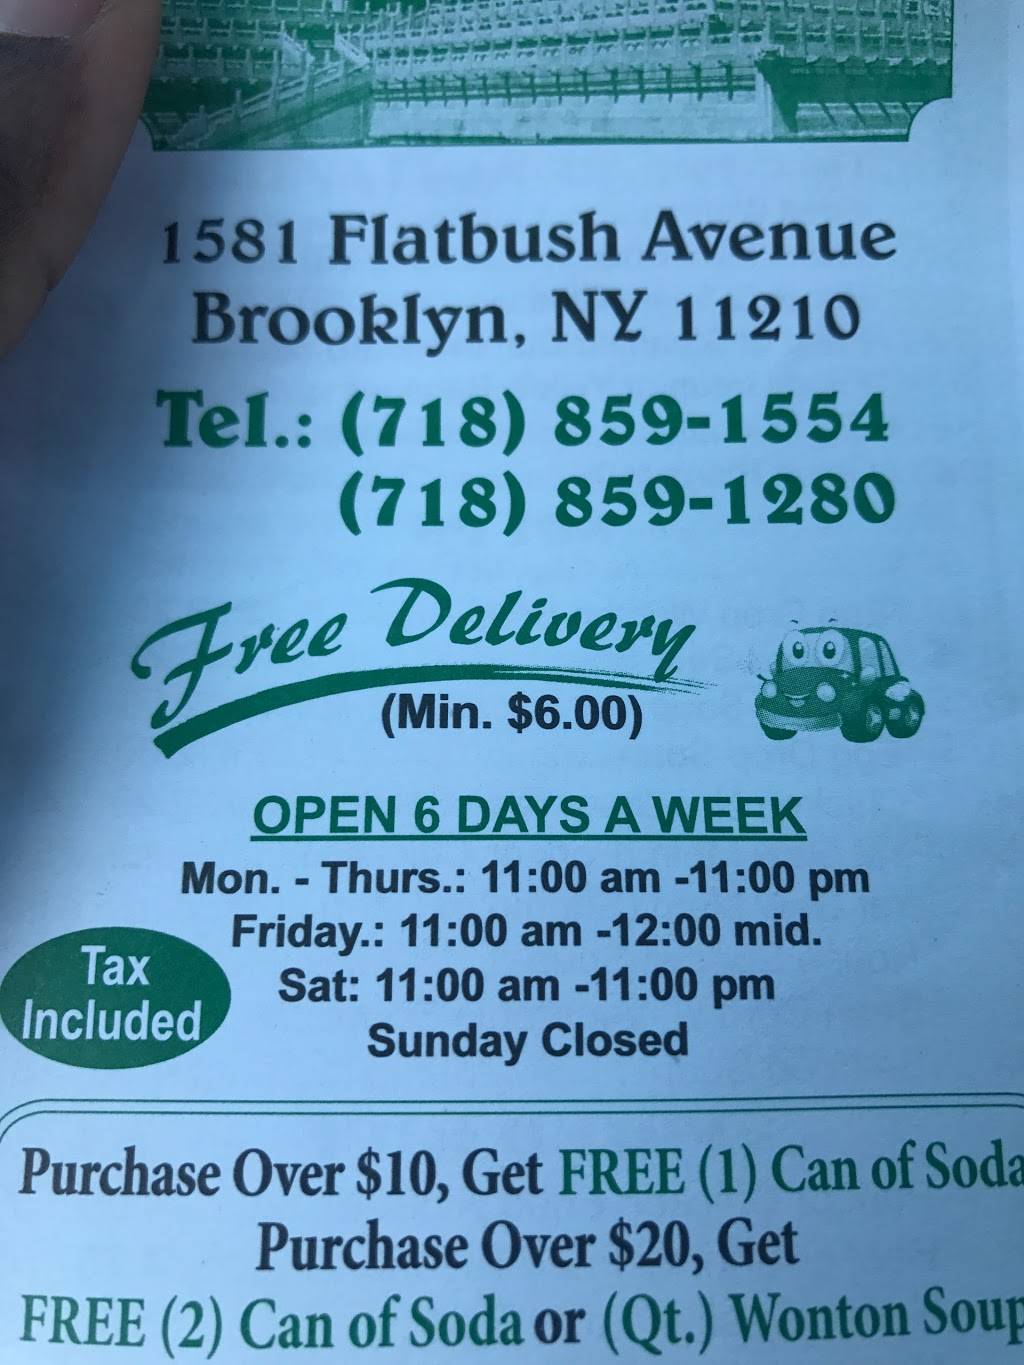 1581 Flatbush Avenue
Brooklyn, NY 11210
Tel.: (718) 859-1554
(718) 859-1280
Free Delivery
(Min. $6.00)
OPEN 6 DAYS A WEEK
Mon. - Thurs.: 11:00 am -11:00 pm
Friday.: 11:00 am -12:00 mid.
Sat: 11:00 am -11:00 pm
Sunday Closed
Tax
Included
Purchase Over $10, Get FREE (1) Can of Soda
Purchase Over $20, Get
FREE (2) Can of Soda or (Qt.) Wonton Soup